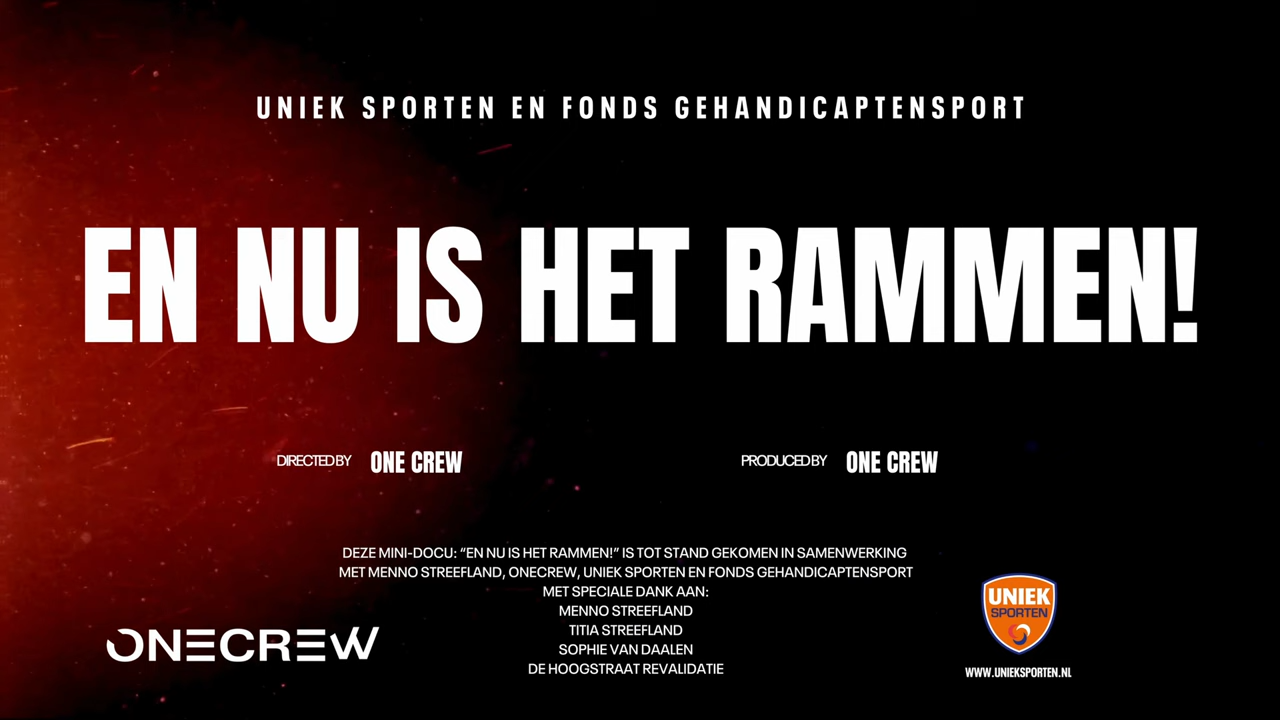 UNIEK SPORTEN EN FONDS GEHANDICAPTENSPORT
EN NU IS HET RAMMEN!
DIRECTED BY ONE CREW
PRODUCED BY ONE CREW
DEZE MINI-DOCU: “EN NU IS HET RAMMEN!” IS TOT STAND GEKOMEN IN SAMENWERKING
MET MENNO STREEFLAND, ONECREW, UNIEK SPORTEN EN FONDS GEHANDICAPTENSPORT
MET SPECIALE DANK AAN:
MENNO STREEFLAND
TITIA STREEFLAND
SOPHIE VAN DAALEN
DE HOOGSTRAAT REVALIDATIE
ONECREW
UNIEK
SPORTEN
WWW.UNIEKSPORTEN.NL